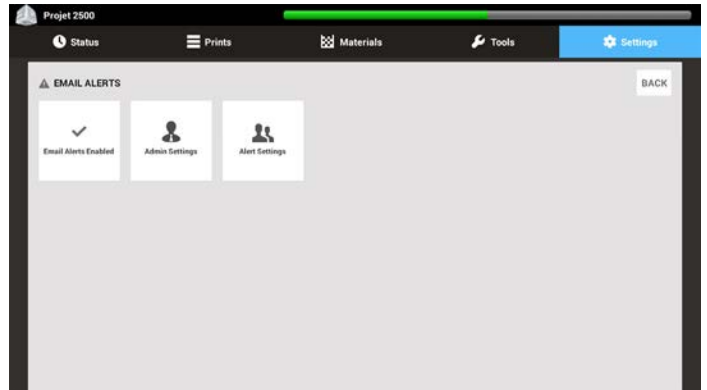 Projet 2500
Status Prints Materials Tools Settings
EMAIL ALERTS BACK
Email Alerts Enabled Admin Settings Alert Settings